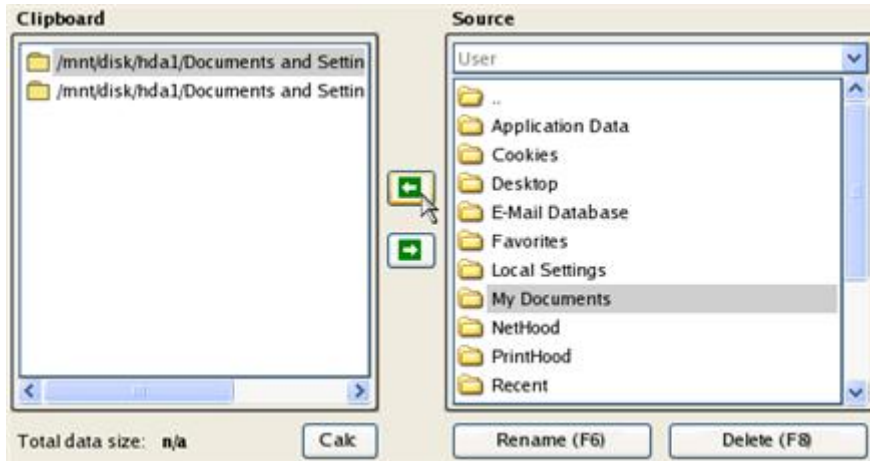 Clipboard
/mnt/disk/hda1/Documents and Settin
/mnt/disk/hda1/Documents and Settin
Total data size: n/a
Calc
Source
User
..
Application Data
Cookies
Desktop
E-Mail Database
Favorites
Local Settings
My Documents
NetHood
PrintHood
Recent
Rename (F6)
Delete (F8)